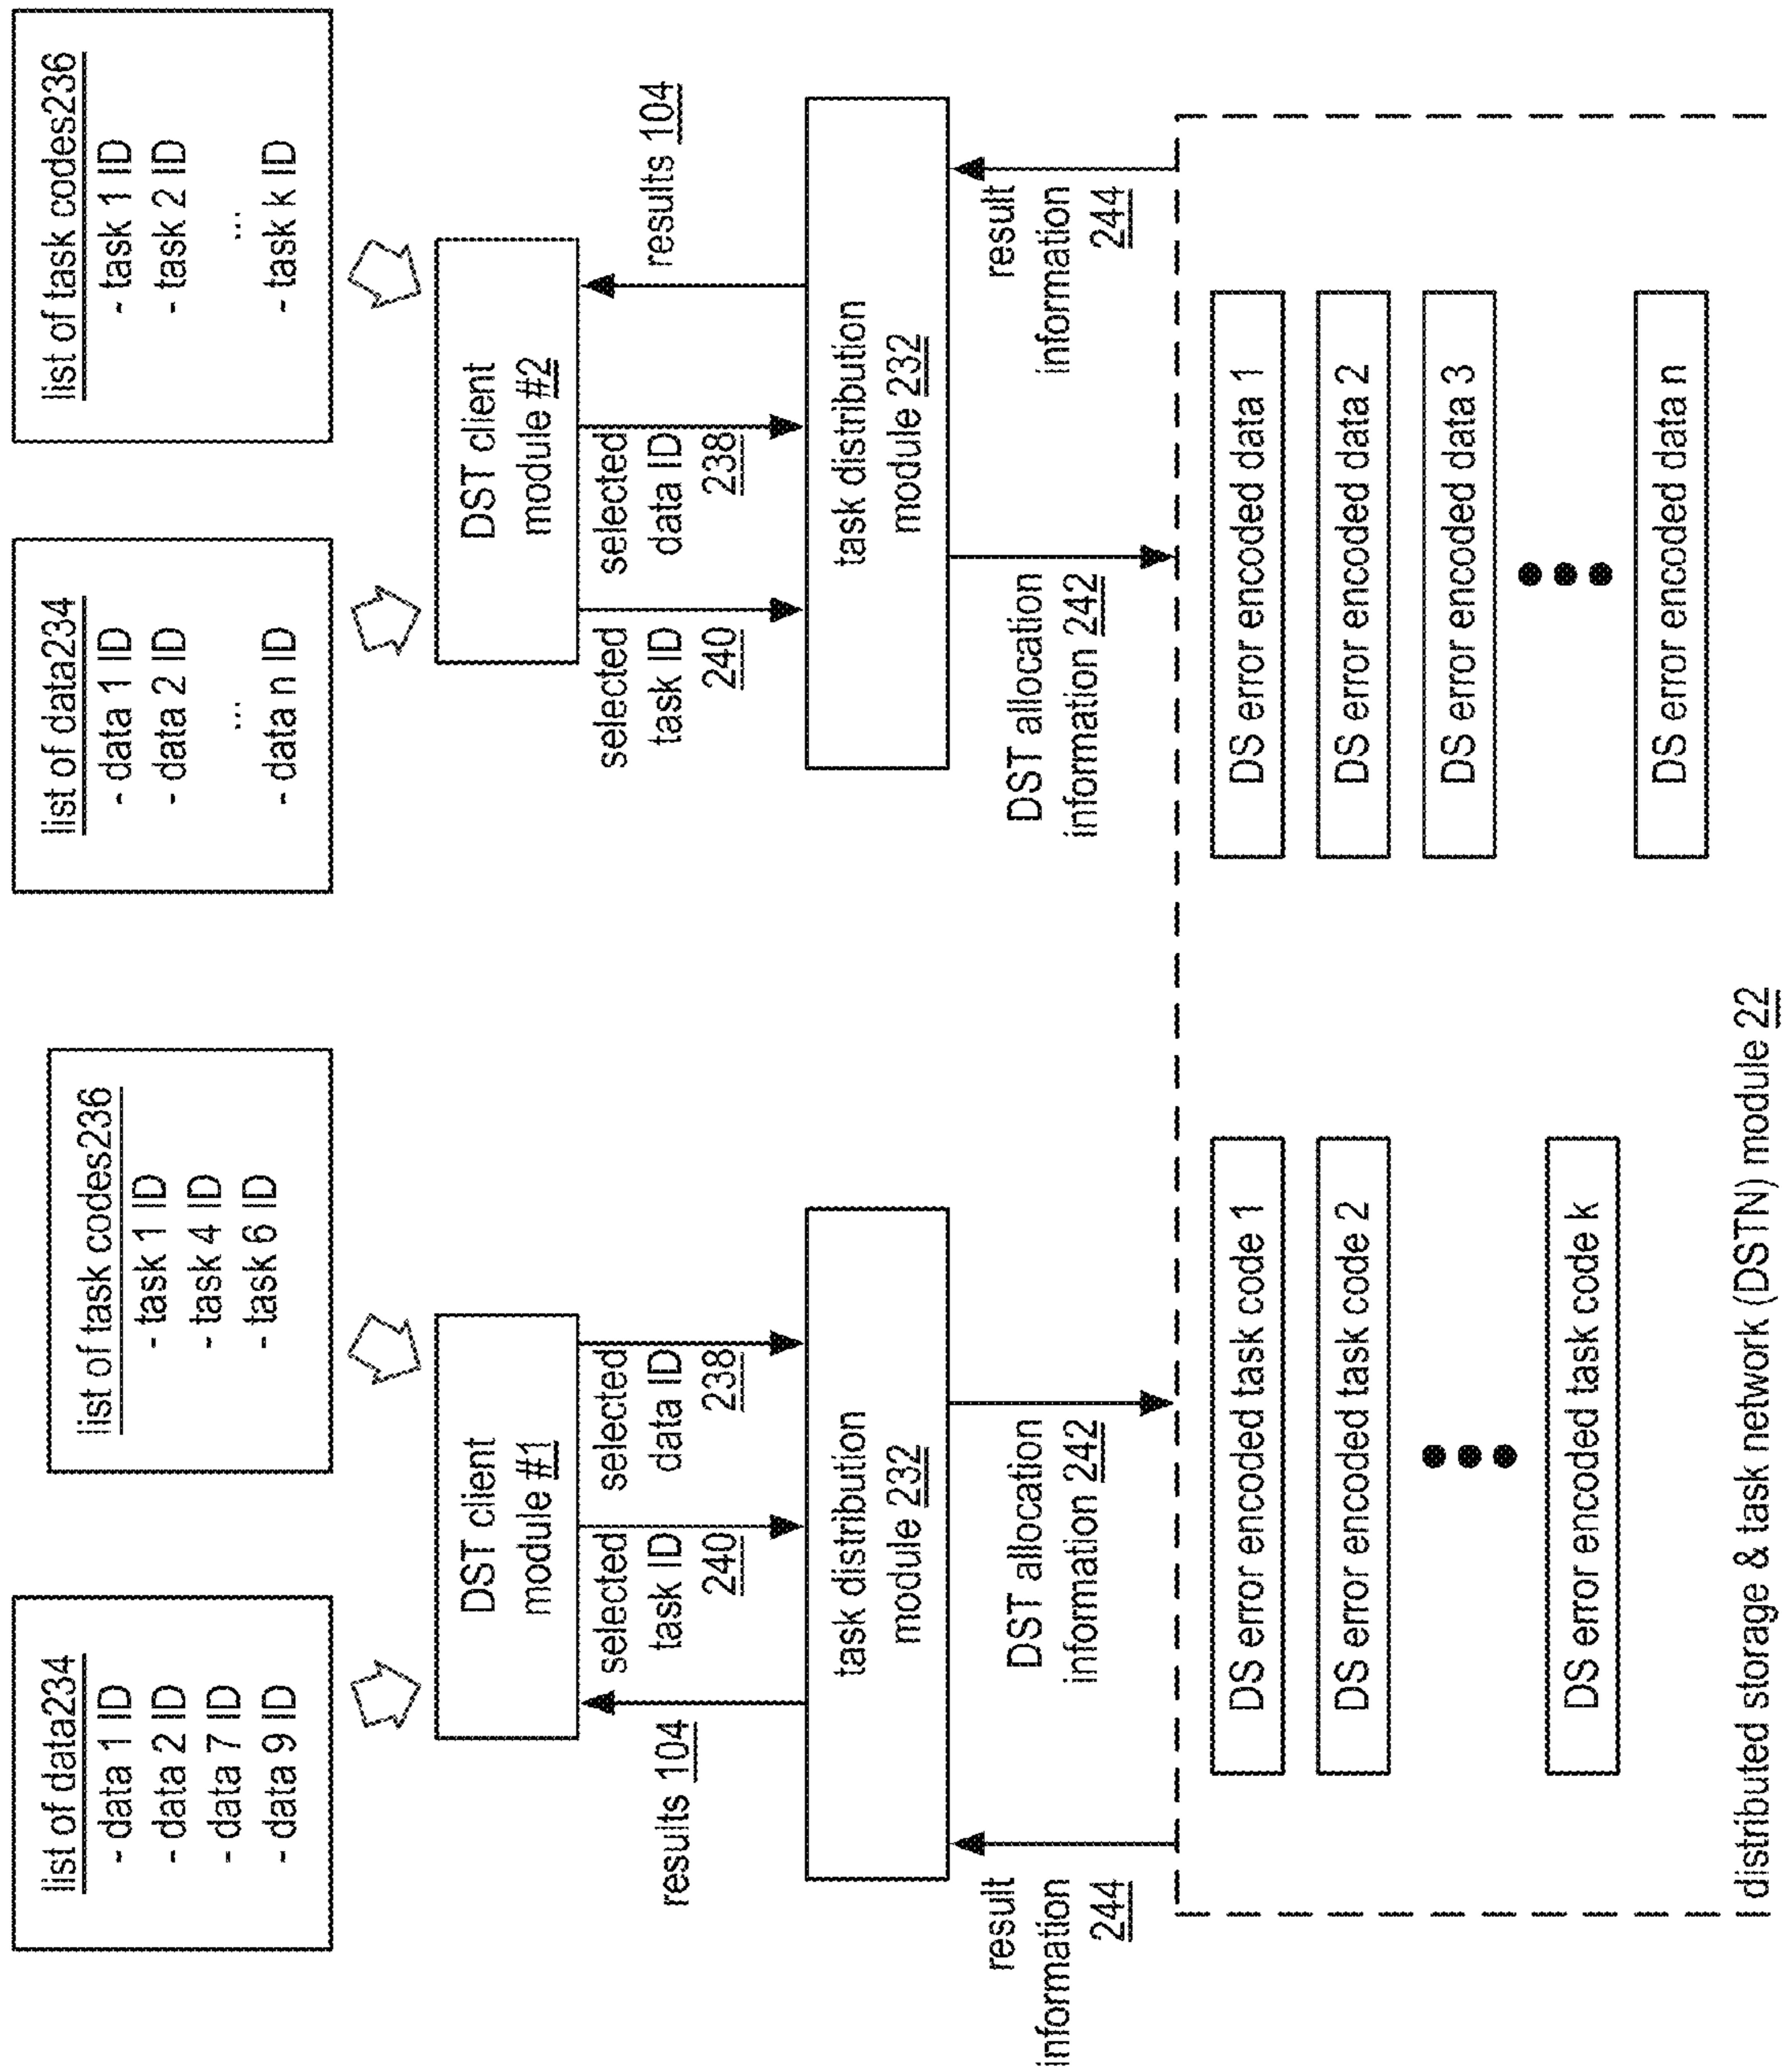 list of data234
- data 1 ID
- data 2 ID
- data 7 ID
- data 9 ID
list of task codes236
- task 1 ID
- task 4 ID
- task 6 ID
list of data234
- data 1 ID
- data 2 ID
...
- data n ID
list of task codes236
- task 1 ID
- task 2 ID
...
- task k ID
DST client
module #1
DST client
module #2
results 104
selected
task ID
240
selected
data ID
238
selected
task ID
240
selected
data ID
238
results 104
task distribution
module 232
task distribution
module 232
result
information
244
DST allocation
information 242
DST allocation
information 242
result
information
244
DS error encoded task code 1
DS error encoded task code 2
DS error encoded task code k
DS error encoded data 1
DS error encoded data 2
DS error encoded data 3
DS error encoded data n
distributed storage & task network (DSTN) module 22